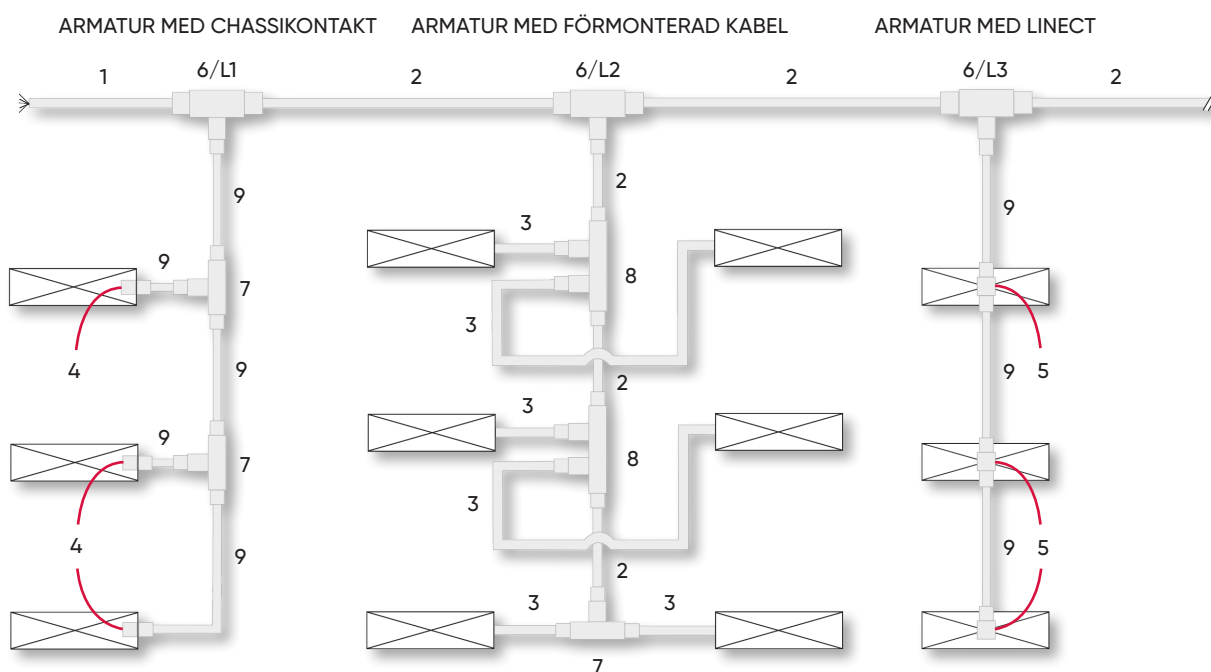 ARMATUR MED CHASSIKONTAKT ARMATUR MED FÖRMONTERAD KABEL ARMATUR MED LINECT
1 6/L1 2 6/L2 2 6/L3 2
9 2 9
3
9 7 8
3
4 9 2 9 5
3
9 7 8
3
4 9 9 5
2
3 3
7